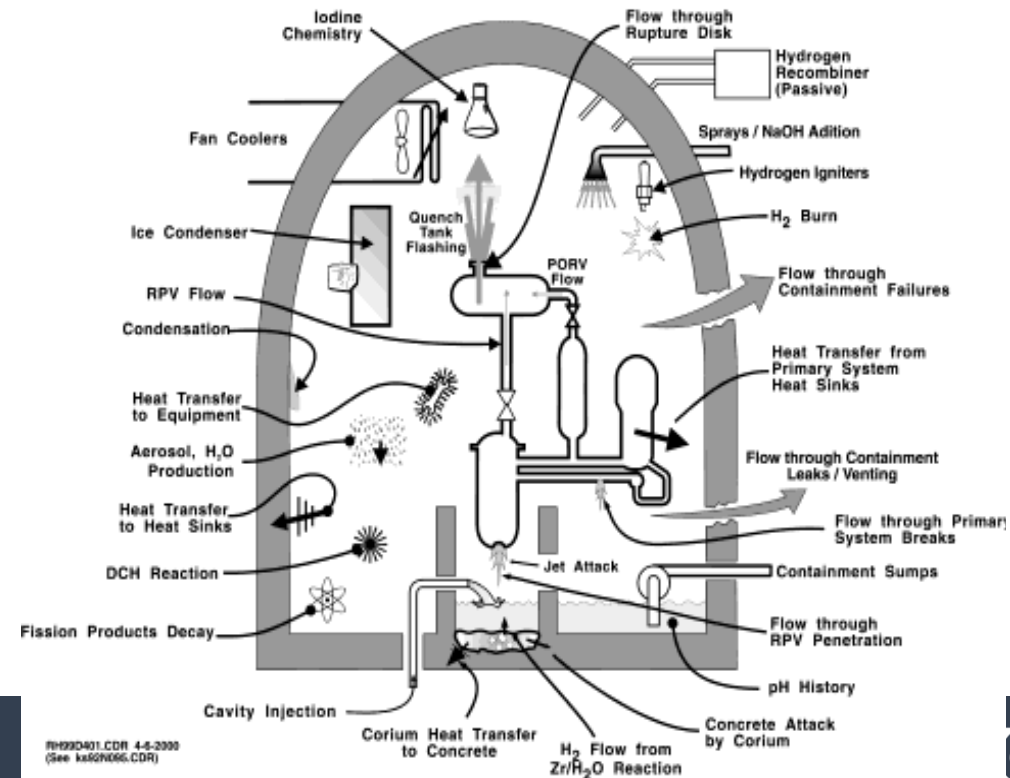 Iodine
Chemistry
Flow through
Rupture Disk
Hydrogen
Recombiner
(Passive)
Fan Coolers
Sprays / NaOH Adition
Hydrogen Igniters
Quench
Tank
Flashing
H₂ Burn
Ice Condenser
PORV
Flow
Flow through
Containment Failures
RPV Flow
Condensation
Heat Transfer from
Primary System
Heat Sinks
Heat Transfer
to Equipment
Aerosol, H₂O
Production
Flow through Containment
Leaks / Venting
Heat Transfer
to Heat Sinks
Flow through Primary
System Breaks
DCH Reaction
Jet Attack
Containment Sumps
Fission Products Decay
Flow through
RPV Penetration
pH History
Cavity Injection
Corium Heat Transfer
to Concrete
Concrete Attack
by Corium
H₂ Flow from
Zr/H₂O Reaction
RH99D401.CDR 4-6-2000
(See ks92N095.CDR)